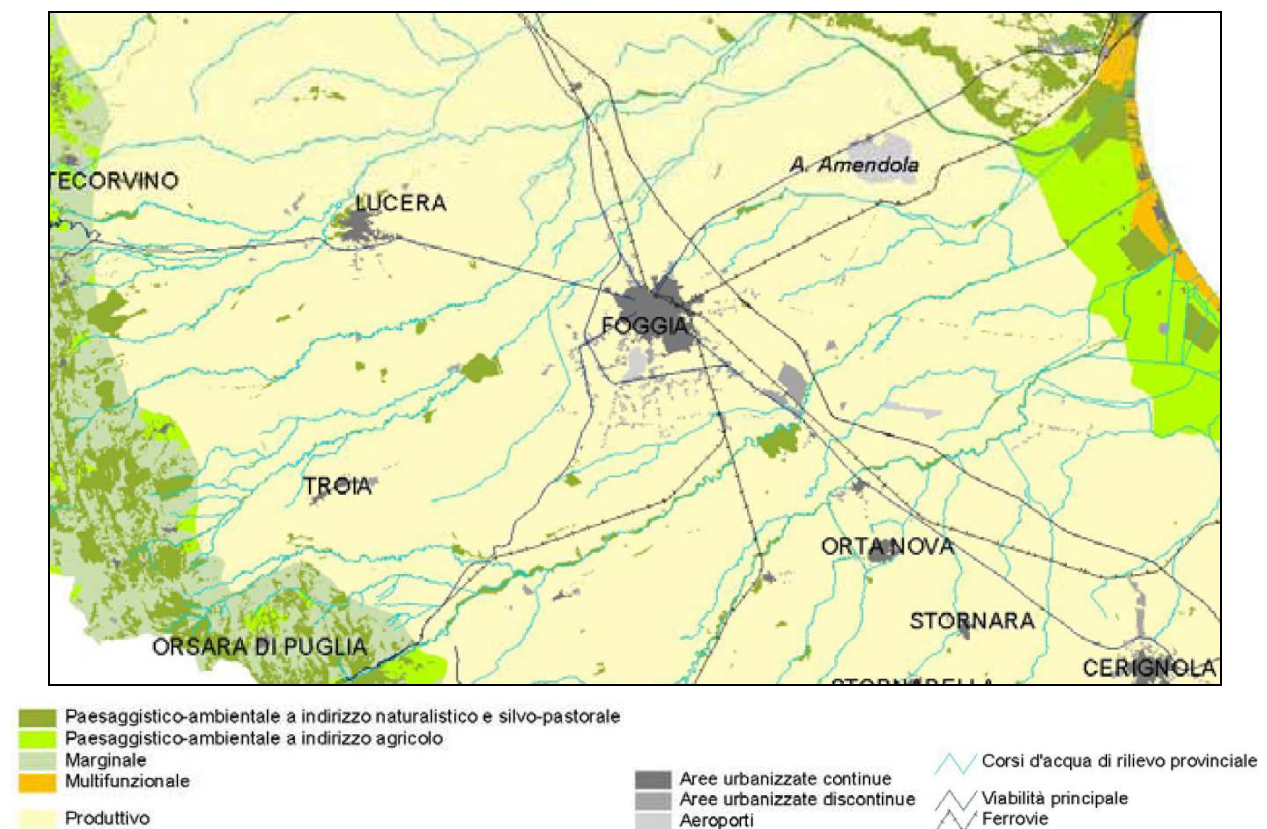 A. Amendola
TECORVINO
LUCERA
FOGGIA
TROIA
ORTA NOVA
STORNARA
ORSARA DI PUGLIA
CERIGNOLA
STORNARELLA
Paesaggistico-ambientale a indirizzo naturalistico e silvo-pastorale
Paesaggistico-ambientale a indirizzo agricolo
Marginale
Multifunzionale
Produttivo
Aree urbanizzate continue
Aree urbanizzate discontinue
Aeroporti
Corsi d'acqua di rilievo provinciale
Viabilità principale
Ferrovie